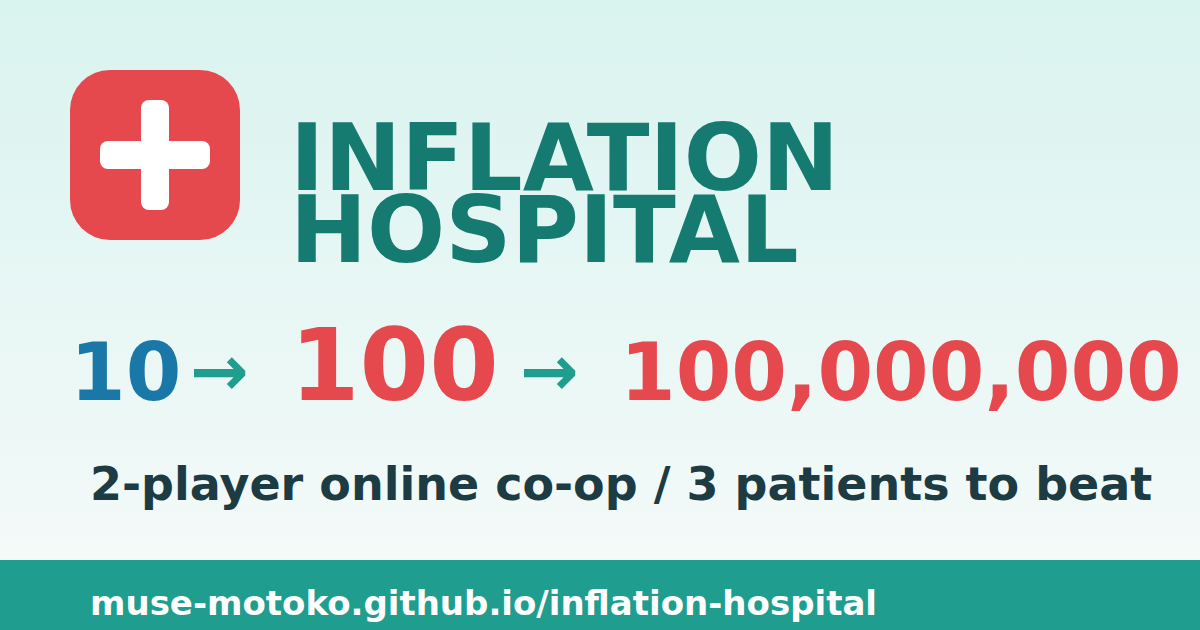 INFLATION
HOSPITAL
10 → 100 → 100,000,000
2-player online co-op / 3 patients to beat
muse-motoko.github.io/inflation-hospital